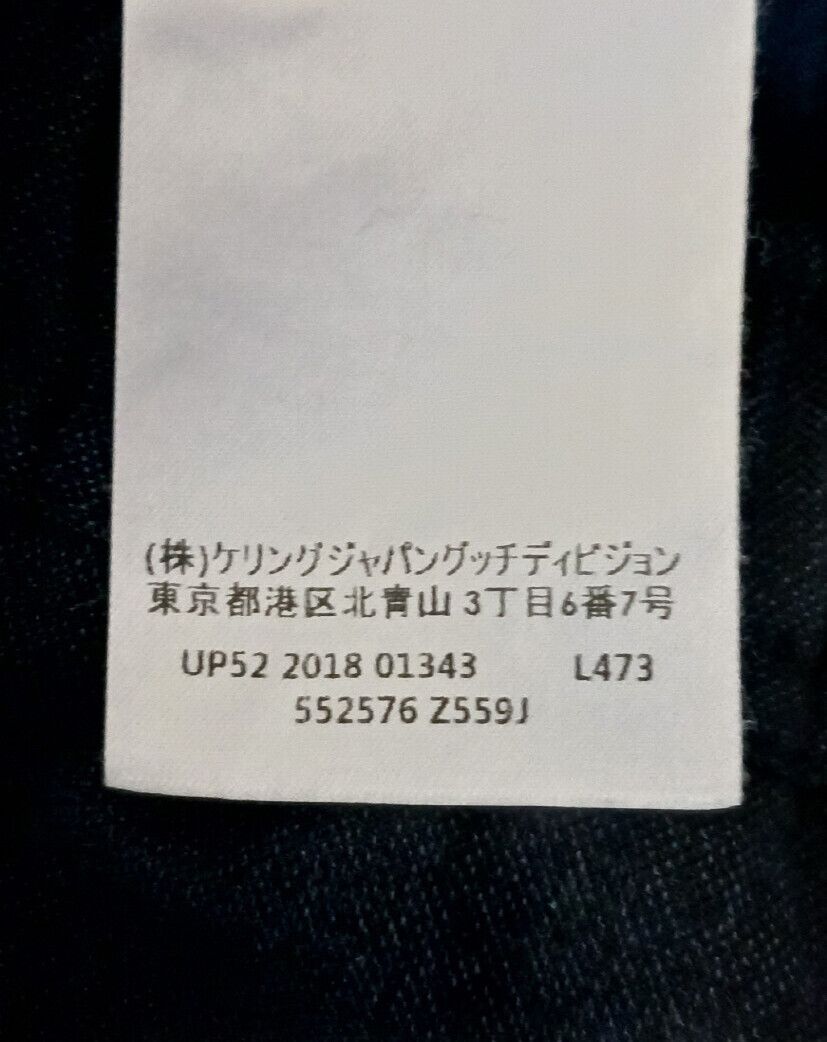 (株)ケリングジャパングッチディビジョン
東京都港区北青山 3丁目6番7号
UP52 2018 01343 L473
552576 Z559J